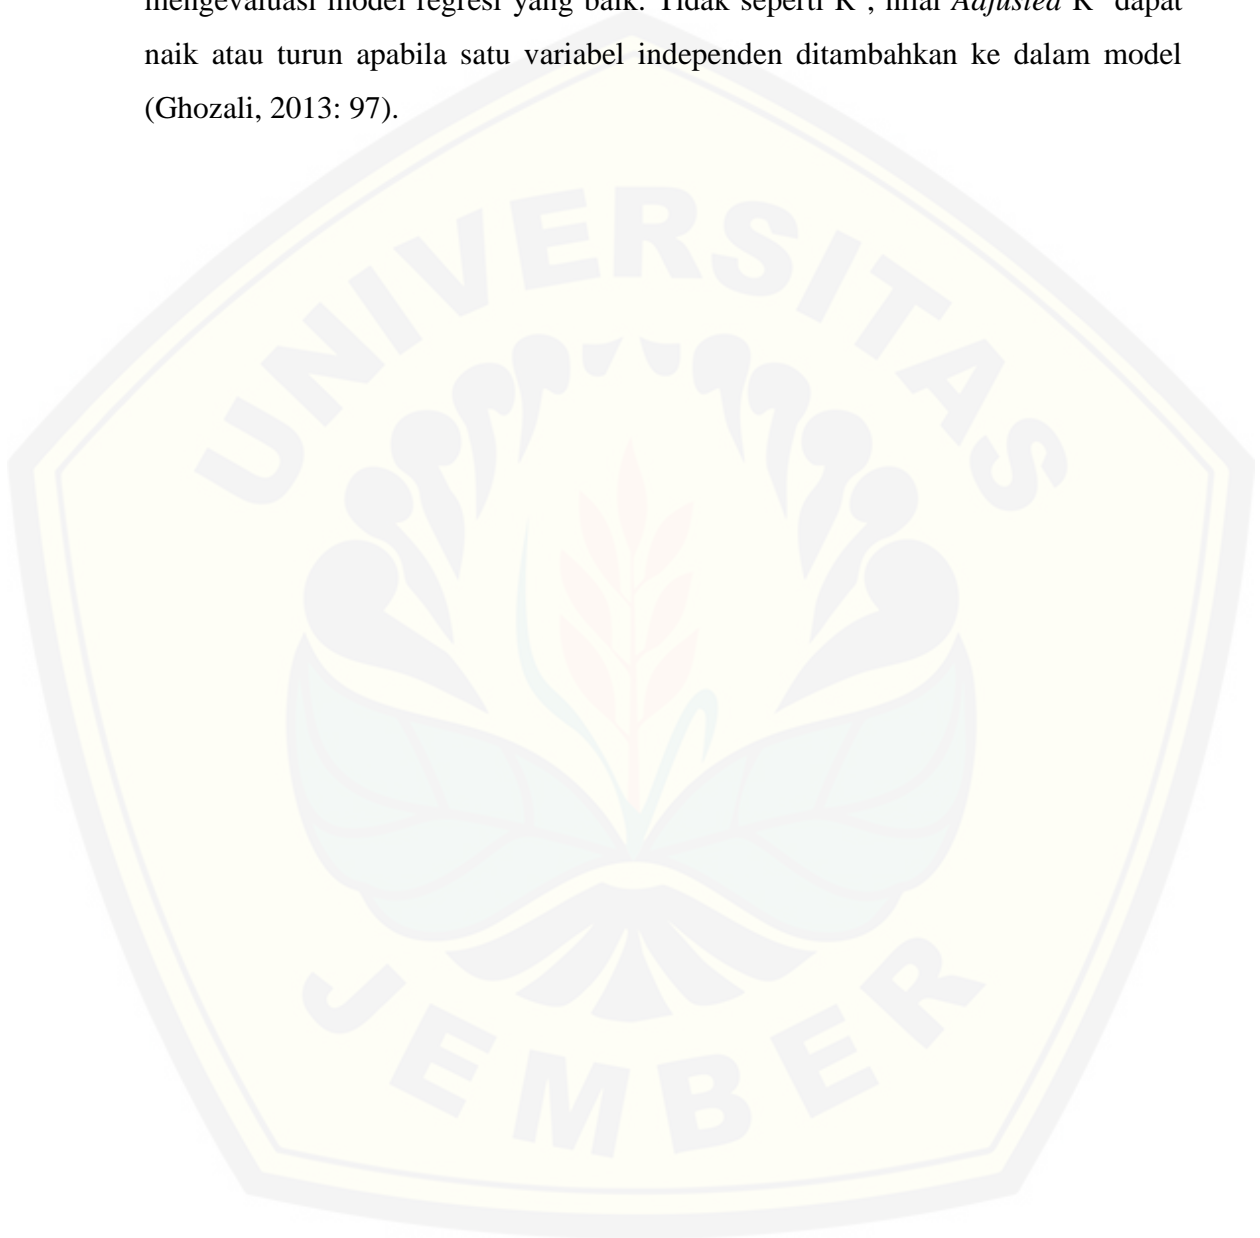 mengevaluasi model regresi yang baik. Tidak seperti R², nilai Adjusted R² dapat
naik atau turun apabila satu variabel independen ditambahkan ke dalam model
(Ghozali, 2013: 97).
UNIVERSITAS
JEMBER